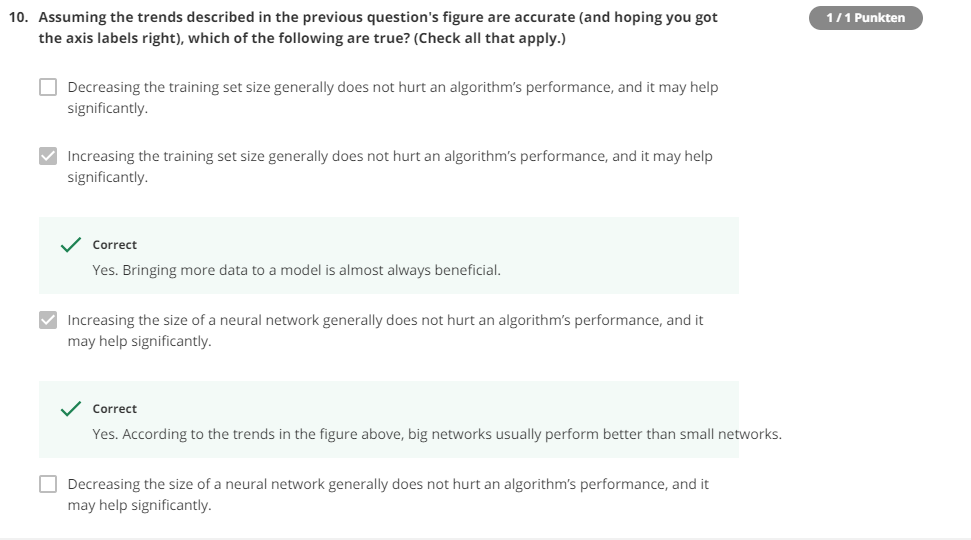 10. Assuming the trends described in the previous question's figure are accurate (and hoping you got
1 / 1 Punkten
the axis labels right), which of the following are true? (Check all that apply.)
Decreasing the training set size generally does not hurt an algorithm’s performance, and it may help
significantly.
Increasing the training set size generally does not hurt an algorithm’s performance, and it may help
significantly.
Correct
Yes. Bringing more data to a model is almost always beneficial.
Increasing the size of a neural network generally does not hurt an algorithm’s performance, and it
may help significantly.
Correct
Yes. According to the trends in the figure above, big networks usually perform better than small networks.
Decreasing the size of a neural network generally does not hurt an algorithm’s performance, and it
may help significantly.